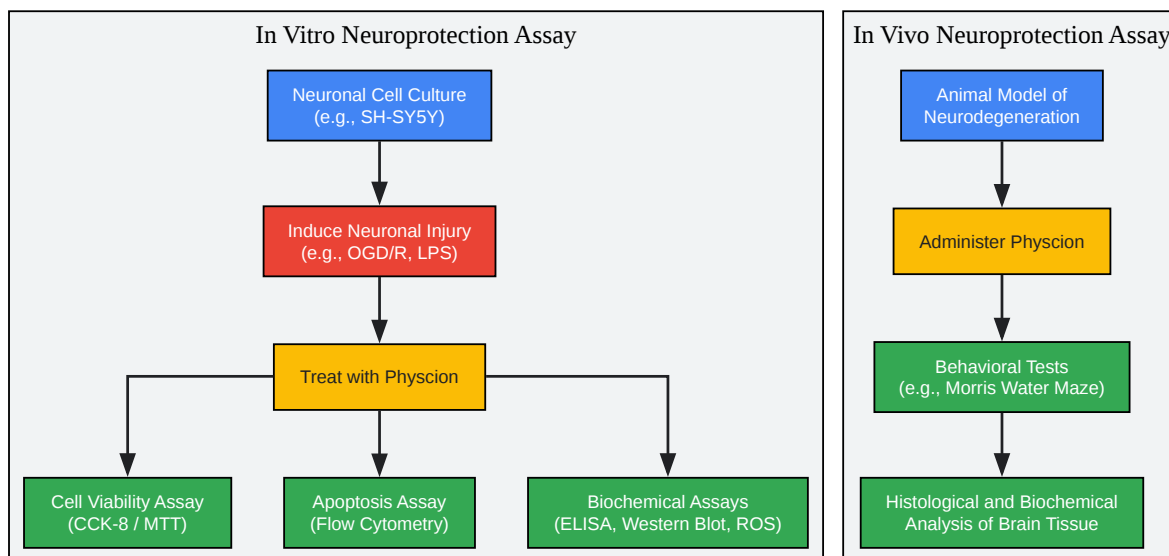 In Vitro Neuroprotection Assay
Neuronal Cell Culture
(e.g., SH-SY5Y)
Induce Neuronal Injury
(e.g., OGD/R, LPS)
Treat with Physcion
Cell Viability Assay
(CCK-8 / MTT)
Apoptosis Assay
(Flow Cytometry)
Biochemical Assays
(ELISA, Western Blot, ROS)
In Vivo Neuroprotection Assay
Animal Model of
Neurodegeneration
Administer Physcion
Behavioral Tests
(e.g., Morris Water Maze)
Histological and Biochemical
Analysis of Brain Tissue